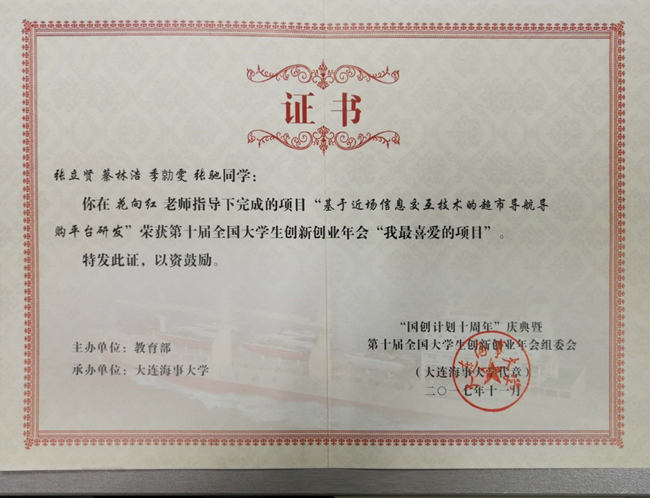 证书
张立贤 蔡林浩 季勍雯 张驰同学：
你在 花向红 老师指导下完成的项目“基于近场信息交互技术的超市导航导
购平台研发”荣获第十届全国大学生创新创业年会“我最喜爱的项目”。
特发此证，以资鼓励。
主办单位：教育部
承办单位：大连海事大学
“国创计划十周年”庆典暨
第十届全国大学生创新创业年会组委会
（大连海事大学代章）
二〇一七年十一月